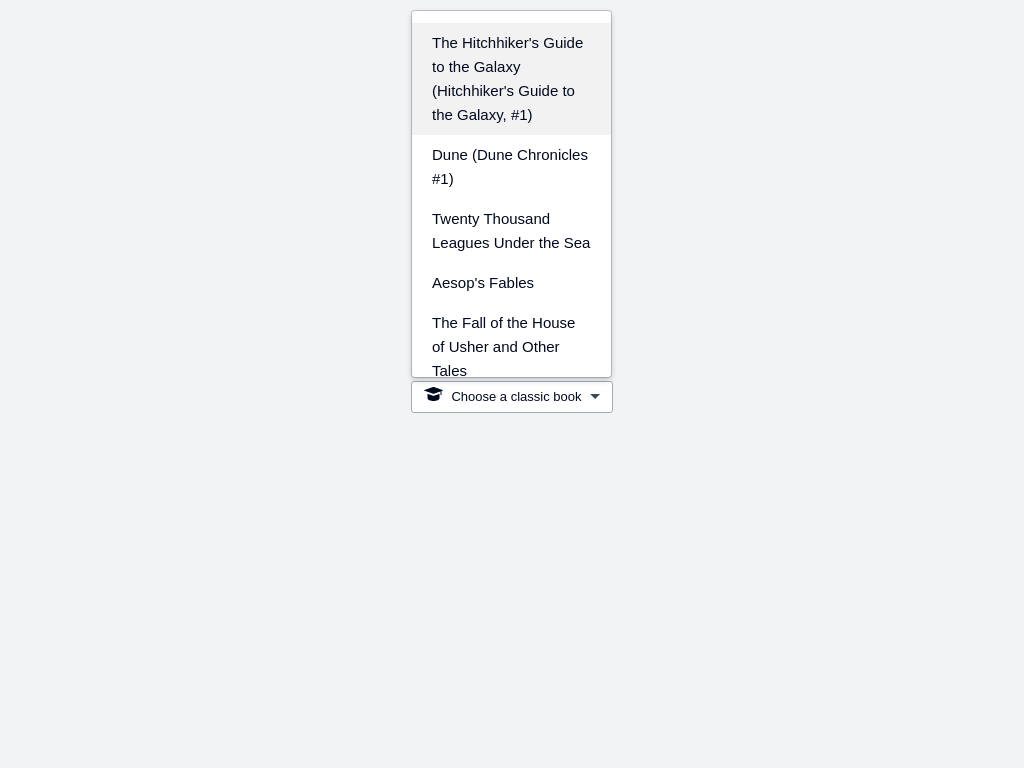 The Hitchhiker's Guide
to the Galaxy
(Hitchhiker's Guide to
the Galaxy, #1)
Dune (Dune Chronicles
#1)
Twenty Thousand
Leagues Under the Sea
Aesop's Fables
The Fall of the House
of Usher and Other
Tales
Choose a classic book